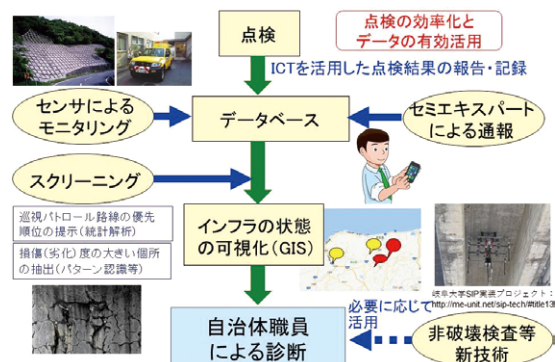 点検
点検の効率化と
データの有効活用
ICTを活用した点検結果の報告・記録
センサによる
モニタリング
データベース
セミエキスパート
による通報
スクリーニング
巡視パトロール路線の優先
順位の提示(統計解析)
損傷(劣化)度の大きい個所
の抽出(パターン認識等)
インフラの状態
の可視化(GIS)
岐阜大学SIP実装プロジェクト:
http://me-unit.net/sip-tech/#title13
必要に応じて
活用
自治体職員
による診断
非破壊検査等
新技術